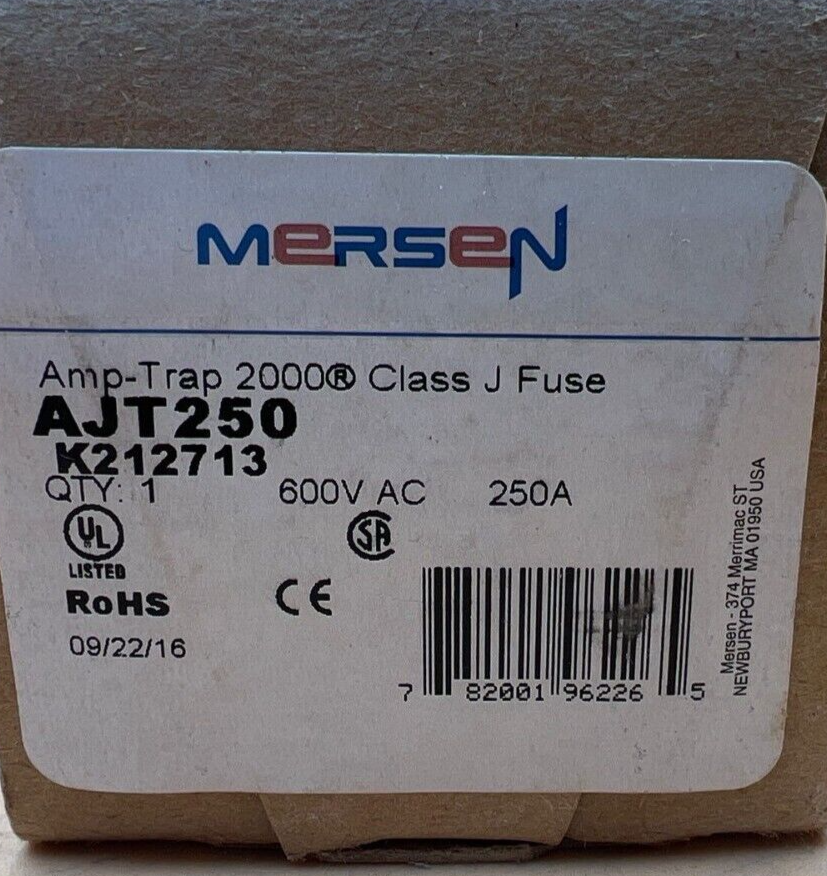 MERSEN
Amp-Trap 2000® Class J Fuse
AJT250
K212713
QTY: 1 600V AC 250A
UL SA
LISTED
RoHS CE
09/22/16
7 82001 96226 5
Mersen - 374 Merrimac ST.
NEWBURYPORT MA 01950 USA